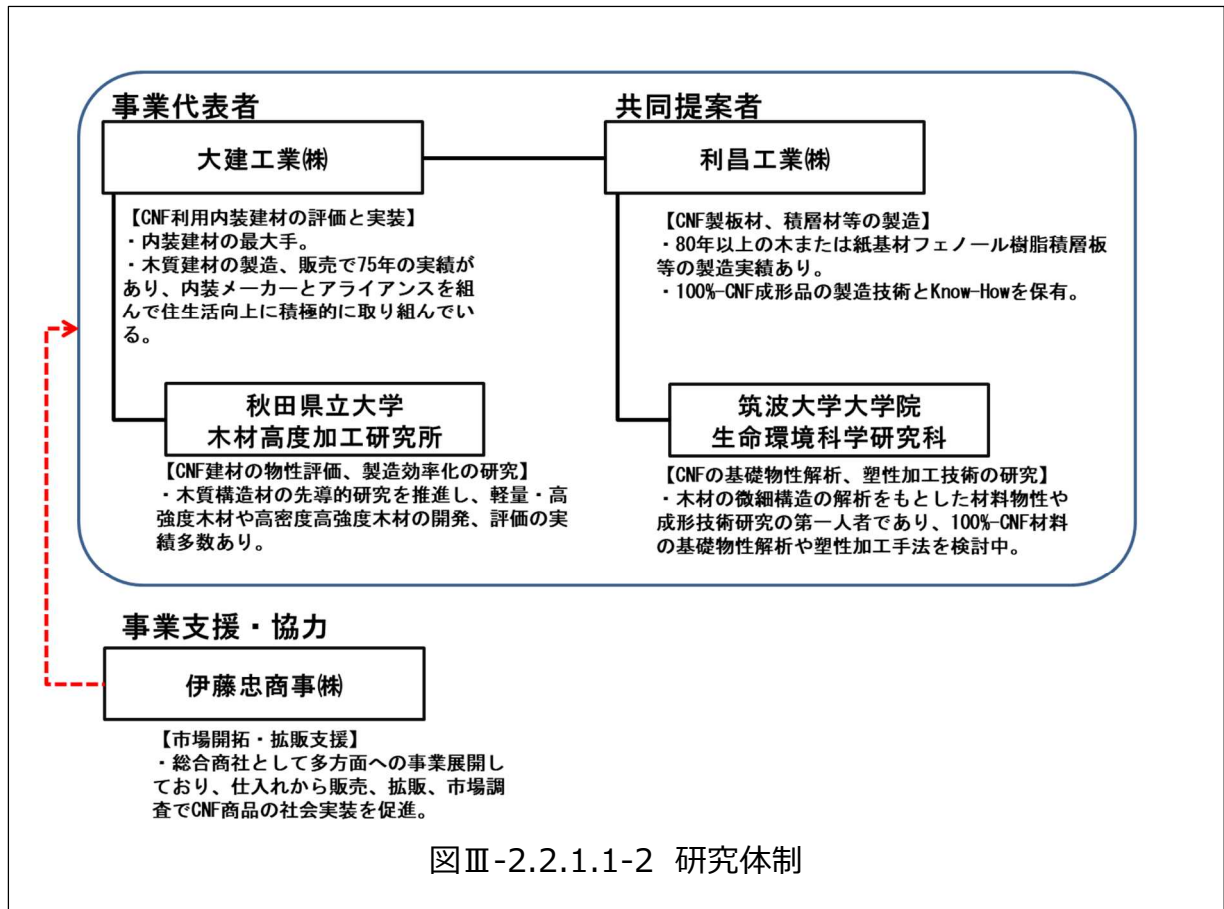 事業代表者
大建工業㈱
【CNF利用内装建材の評価と実装】
・内装建材の最大手。
・木質建材の製造、販売で75年の実績が
あり、内装メーカーとアライアンスを組
んで住生活向上に積極的に取り組んでい
る。
秋田県立大学
木材高度加工研究所
【CNF建材の物性評価、製造効率化の研究】
・木質構造材の先導的研究を推進し、軽量・高
強度木材や高密度高強度木材の開発、評価の実
績多数あり。
共同提案者
利昌工業㈱
【CNF製板材、積層材等の製造】
・80年以上の木または紙基材フェノール樹脂積層板
等の製造実績あり。
・100%-CNF成形品の製造技術とKnow-Howを保有。
筑波大学大学院
生命環境科学研究科
【CNFの基礎物性解析、塑性加工技術の研究】
・木材の微細構造の解析をもとした材料物性や
成形技術研究の第一人者であり、100%-CNF材料
の基礎物性解析や塑性加工手法を検討中。
事業支援・協力
伊藤忠商事㈱
【市場開拓・拡販支援】
・総合商社として多方面への事業展開し
ており、仕入れから販売、拡販、市場調
査でCNF商品の社会実装を促進。
図Ⅲ-2.2.1.1-2 研究体制